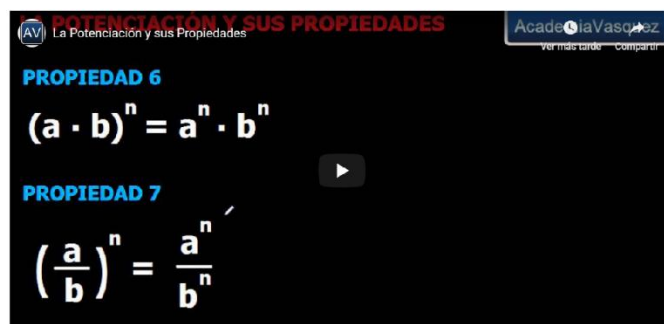 LA POTENCIACIÓN Y SUS PROPIEDADES
AV La Potenciación y sus Propiedades
AcademiaVasquez
Ver más tarde Compartir
PROPIEDAD 6
(a · b)ⁿ = aⁿ · bⁿ
PROPIEDAD 7
(a/b)ⁿ = aⁿ/bⁿ